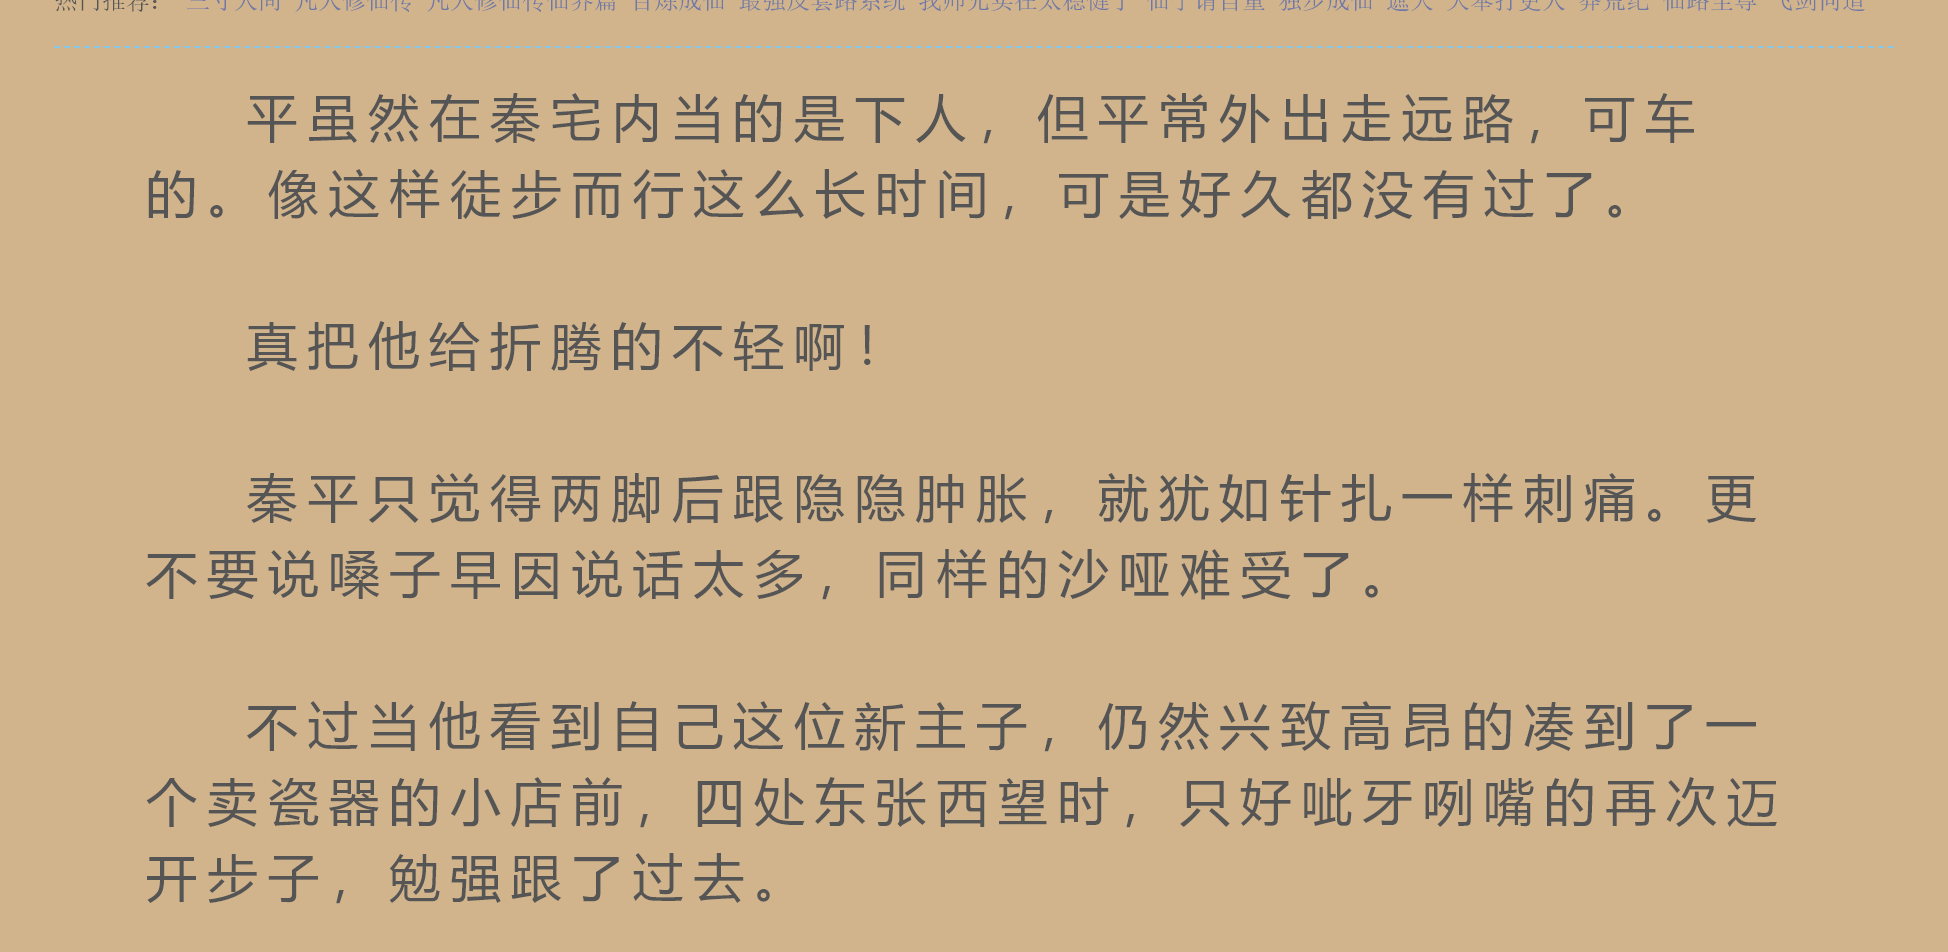 热门推荐： 三寸人间 凡人修仙传 凡人修仙传仙界篇 百炼成仙 最强反套路系统 我师兄实在太稳健了 仙子请自重 独步成仙 遮天 大奉打更人 莽荒纪 仙路至尊 飞剑问道
平虽然在秦宅内当的是下人，但平常外出走远路，可车
的。像这样徒步而行这么长时间，可是好久都没有过了。
真把他给折腾的不轻啊！
秦平只觉得两脚后跟隐隐肿胀，就犹如针扎一样刺痛。更
不要说嗓子早因说话太多，同样的沙哑难受了。
不过当他看到自己这位新主子，仍然兴致高昂的凑到了一
个卖瓷器的小店前，四处东张西望时，只好呲牙咧嘴的再次迈
开步子，勉强跟了过去。